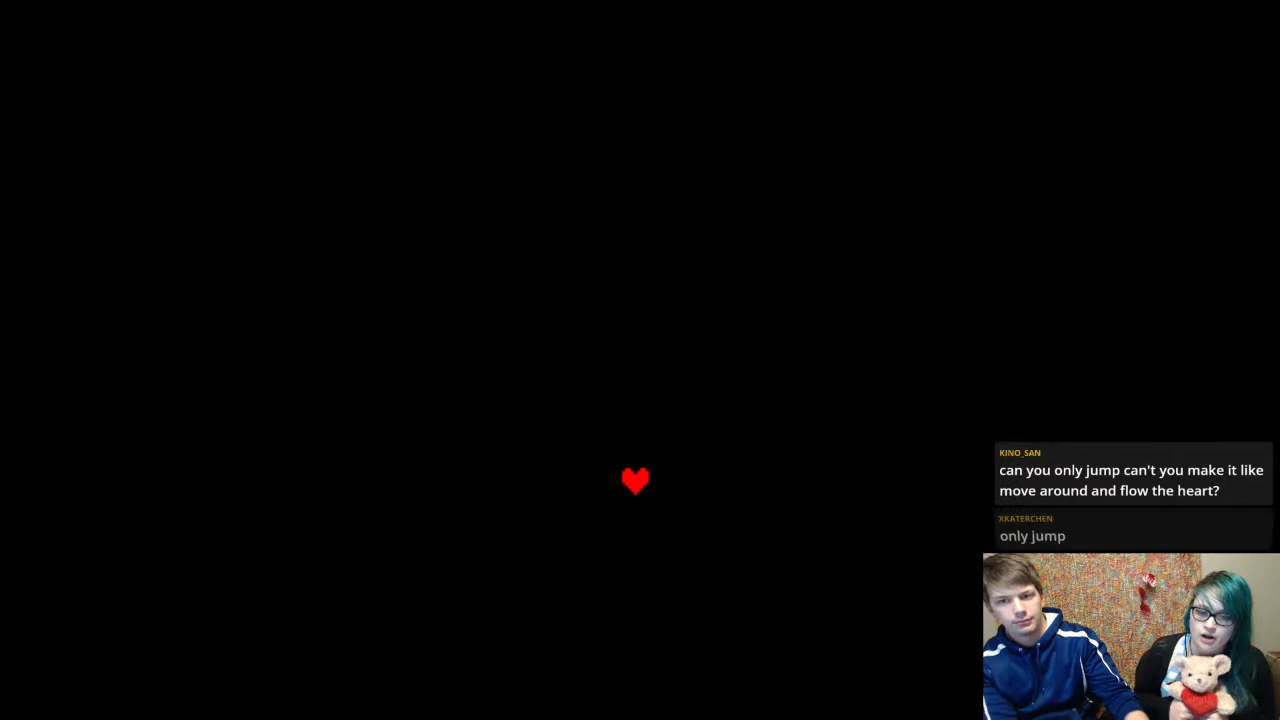 KINO_SAN
can you only jump can't you make it like
move around and flow the heart?
XKATERCHEN
only jump